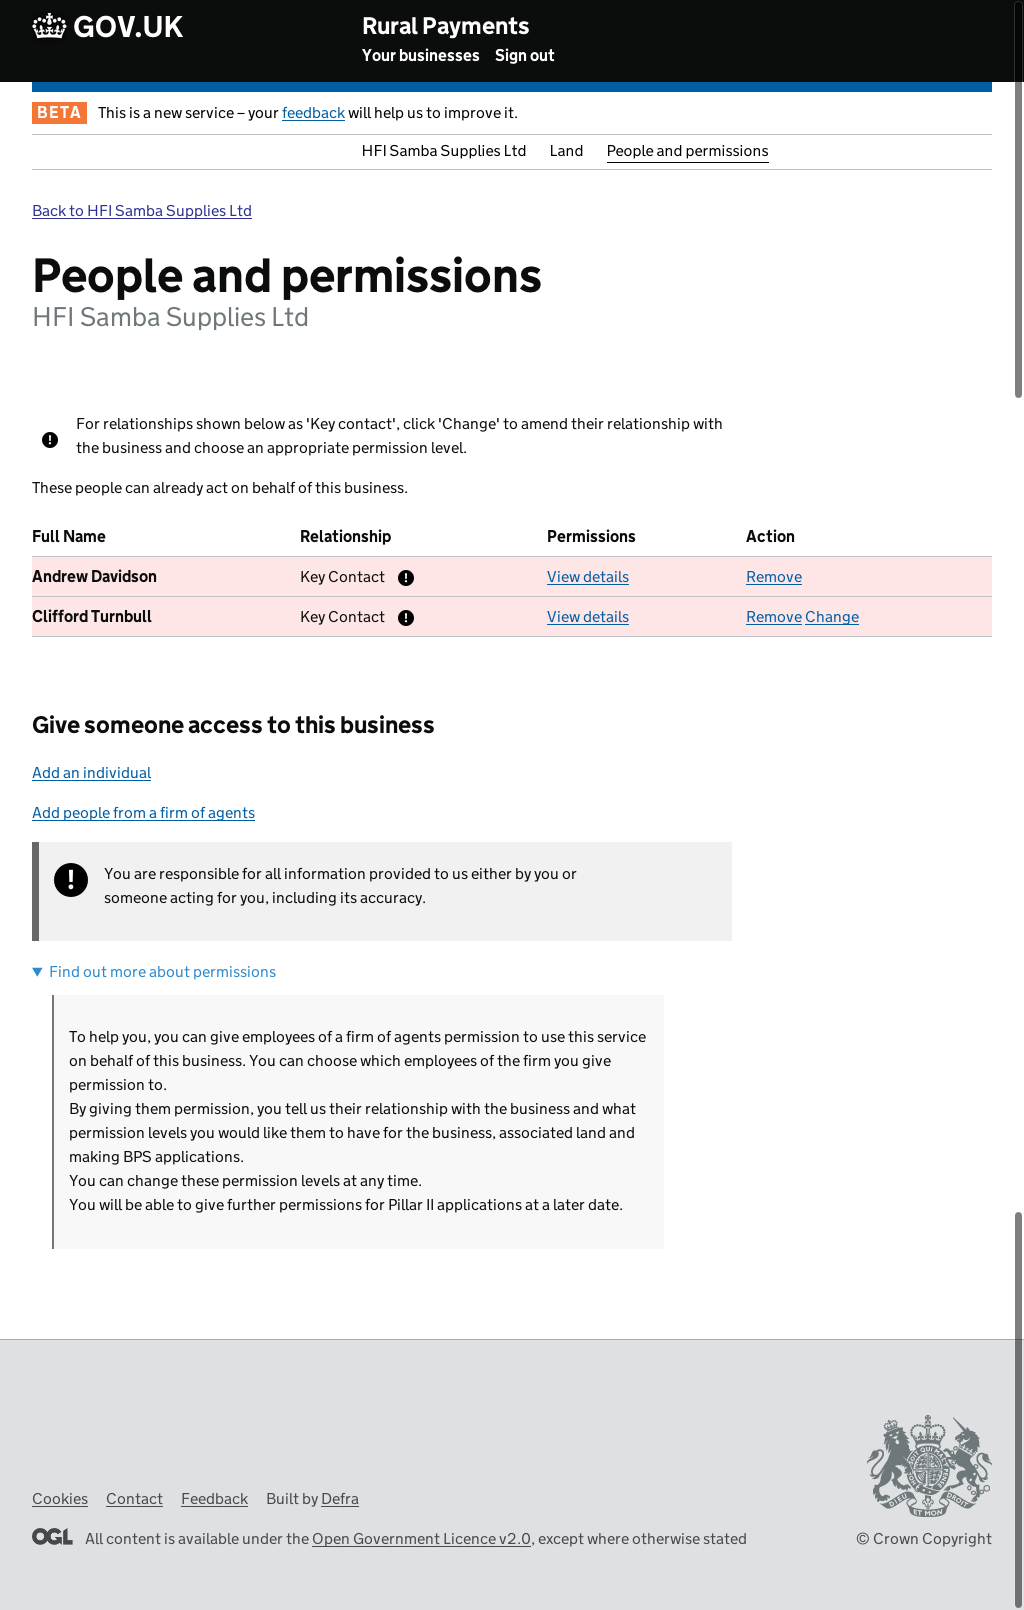 GOV.UK
Rural Payments
Your businesses Sign out
BETA This is a new service – your feedback will help us to improve it.
HFI Samba Supplies Ltd Land People and permissions
Back to HFI Samba Supplies Ltd
People and permissions
HFI Samba Supplies Ltd
For relationships shown below as 'Key contact', click 'Change' to amend their relationship with
the business and choose an appropriate permission level.
These people can already act on behalf of this business.
Full Name Relationship Permissions Action
Andrew Davidson Key Contact View details Remove
Clifford Turnbull Key Contact View details Remove Change
Give someone access to this business
Add an individual
Add people from a firm of agents
You are responsible for all information provided to us either by you or
someone acting for you, including its accuracy.
Find out more about permissions
To help you, you can give employees of a firm of agents permission to use this service
on behalf of this business. You can choose which employees of the firm you give
permission to.
By giving them permission, you tell us their relationship with the business and what
permission levels you would like them to have for the business, associated land and
making BPS applications.
You can change these permission levels at any time.
You will be able to give further permissions for Pillar II applications at a later date.
Cookies Contact Feedback Built by Defra
OGL All content is available under the Open Government Licence v2.0, except where otherwise stated
© Crown Copyright